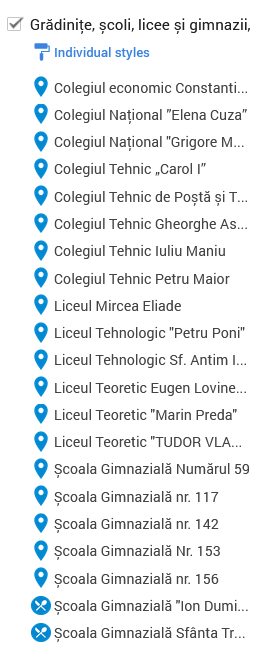 Grădinițe, școli, licee și gimnazii,
Individual styles
Colegiul economic Constanti...
Colegiul Național ”Elena Cuza”
Colegiul Național "Grigore M...
Colegiul Tehnic „Carol I”
Colegiul Tehnic de Poștă și T...
Colegiul Tehnic Gheorghe As...
Colegiul Tehnic Iuliu Maniu
Colegiul Tehnic Petru Maior
Liceul Mircea Eliade
Liceul Tehnologic "Petru Poni"
Liceul Tehnologic Sf. Antim I...
Liceul Teoretic Eugen Lovine...
Liceul Teoretic "Marin Preda"
Liceul Teoretic "TUDOR VLA...
Școala Gimnazială Numărul 59
Școala Gimnazială nr. 117
Școala Gimnazială nr. 142
Școala Gimnazială Nr. 153
Școala Gimnazială nr. 156
Școala Gimnazială "Ion Dumi...
Școala Gimnazială Sfânta Tr...